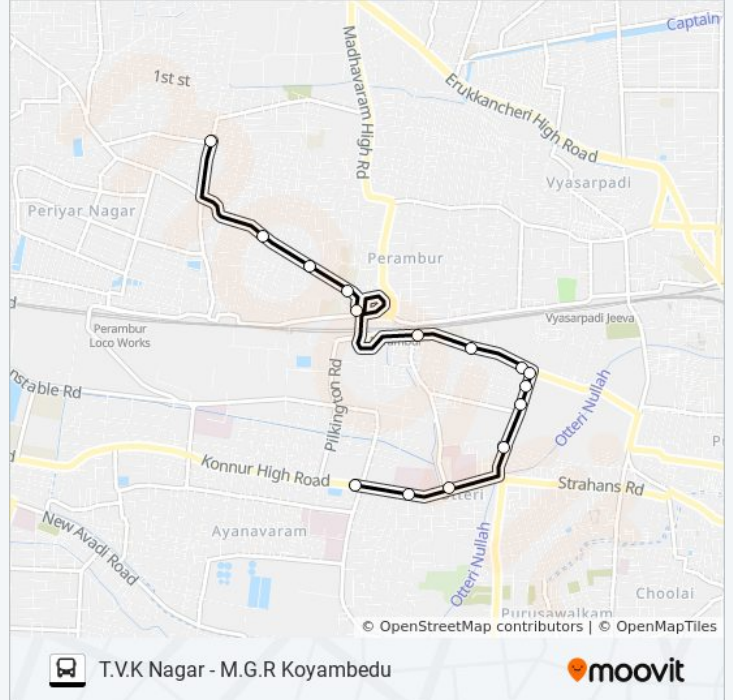 Captain
1st st
Madhavaram High Rd
Erukkancheri High Road
Vyasarpadi
Periyar Nagar
Perambur
Perambur
Loco Works
Vyasarpadi Jeeva
nstable Rd
Pilkington Rd
Otteri Nullah
Konnur High Road
Strahans Rd
Otteri
New Avadi Road
Ayanavaram
Otteri Nullah
Choolai
Purusawalkam
© OpenStreetMap contributors | © OpenMapTiles
T.V.K Nagar - M.G.R Koyambedu
moovit